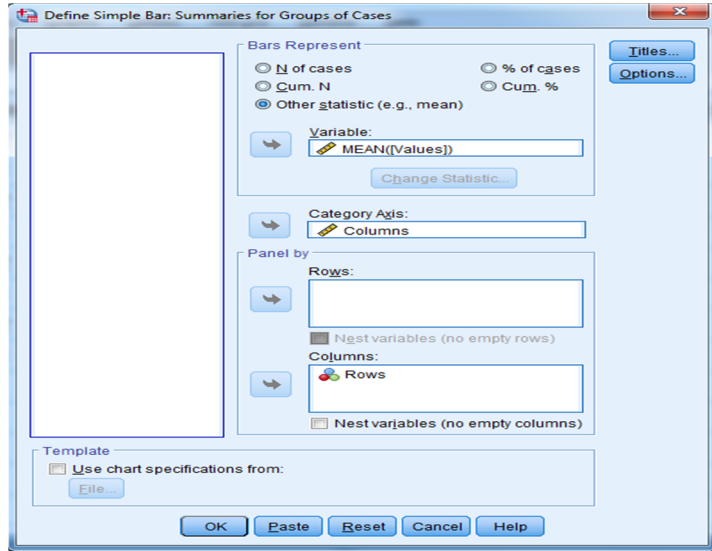 Define Simple Bar: Summaries for Groups of Cases
Bars Represent
N of cases
% of cases
Cum. N
Cum. %
Other statistic (e.g., mean)
Variable:
MEAN([Values])
Change Statistic...
Category Axis:
Columns
Panel by
Rows:
Nest variables (no empty rows)
Columns:
Rows
Nest variables (no empty columns)
Titles...
Options...
Template
Use chart specifications from:
File...
OK
Paste
Reset
Cancel
Help